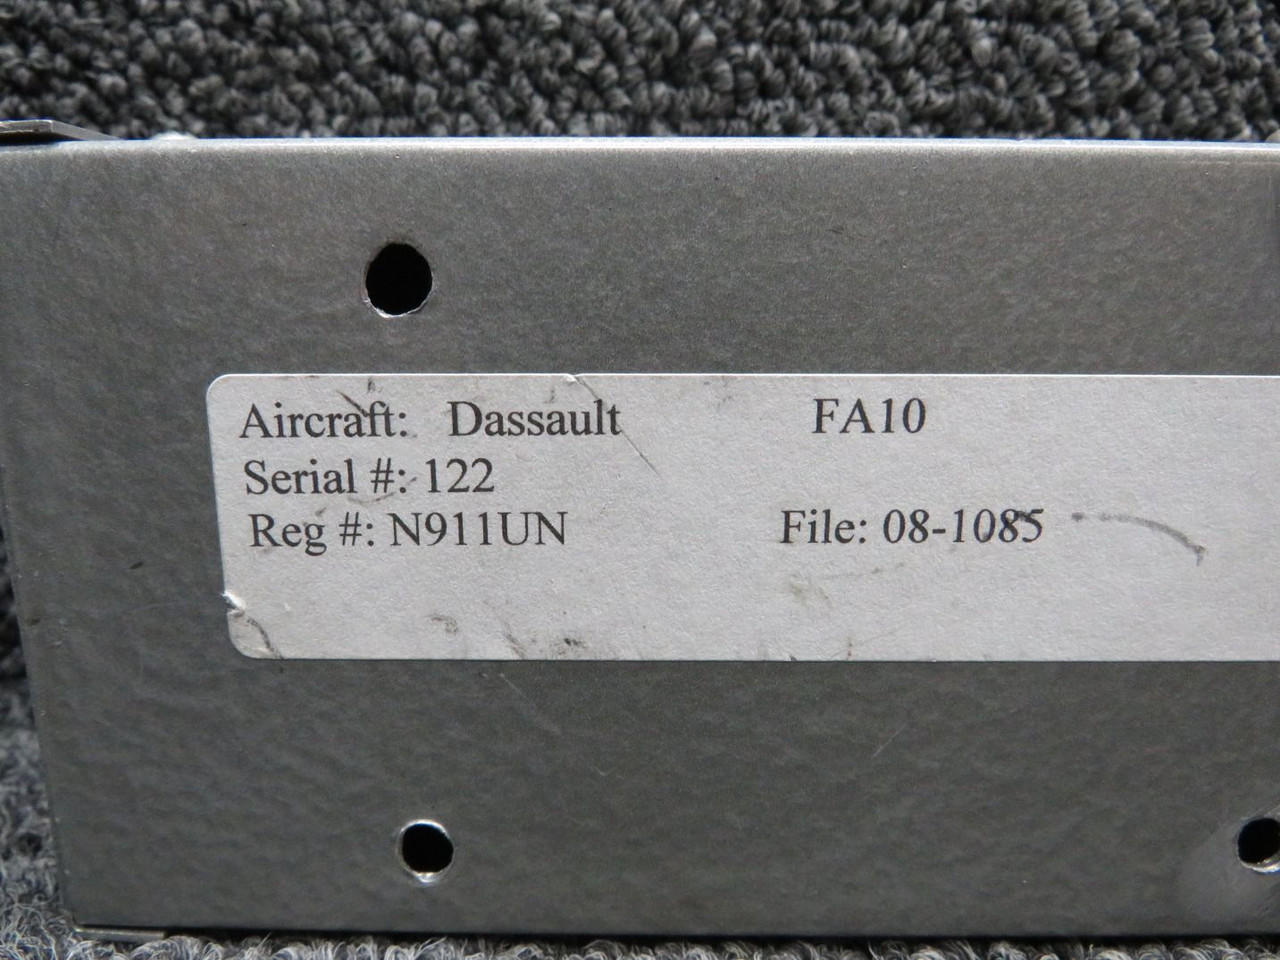 Aircraft: Dassault FA10
Serial #: 122
Reg #: N911UN File: 08-1085